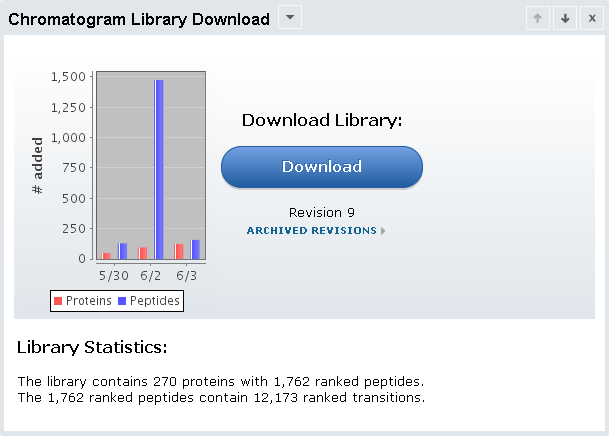 Chromatogram Library Download
1,500
1,250
1,000
750
500
250
0
# added
5/30 6/2 6/3
Proteins Peptides
Download Library:
Download
Revision 9
ARCHIVED REVISIONS
Library Statistics:
The library contains 270 proteins with 1,762 ranked peptides.
The 1,762 ranked peptides contain 12,173 ranked transitions.